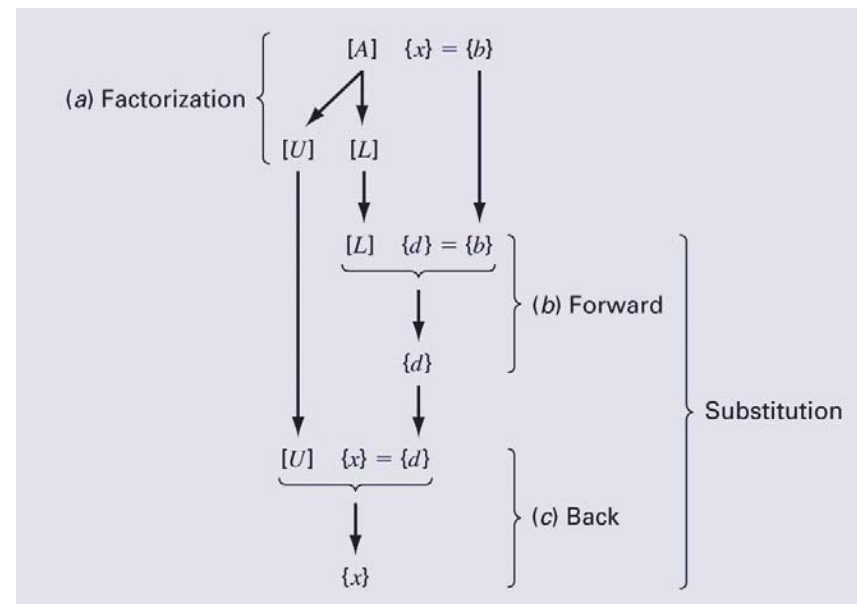 [A] {x} = {b}
(a) Factorization
[U] [L]
[L] {d} = {b}
(b) Forward
{d}
Substitution
[U] {x} = {d}
(c) Back
{x}